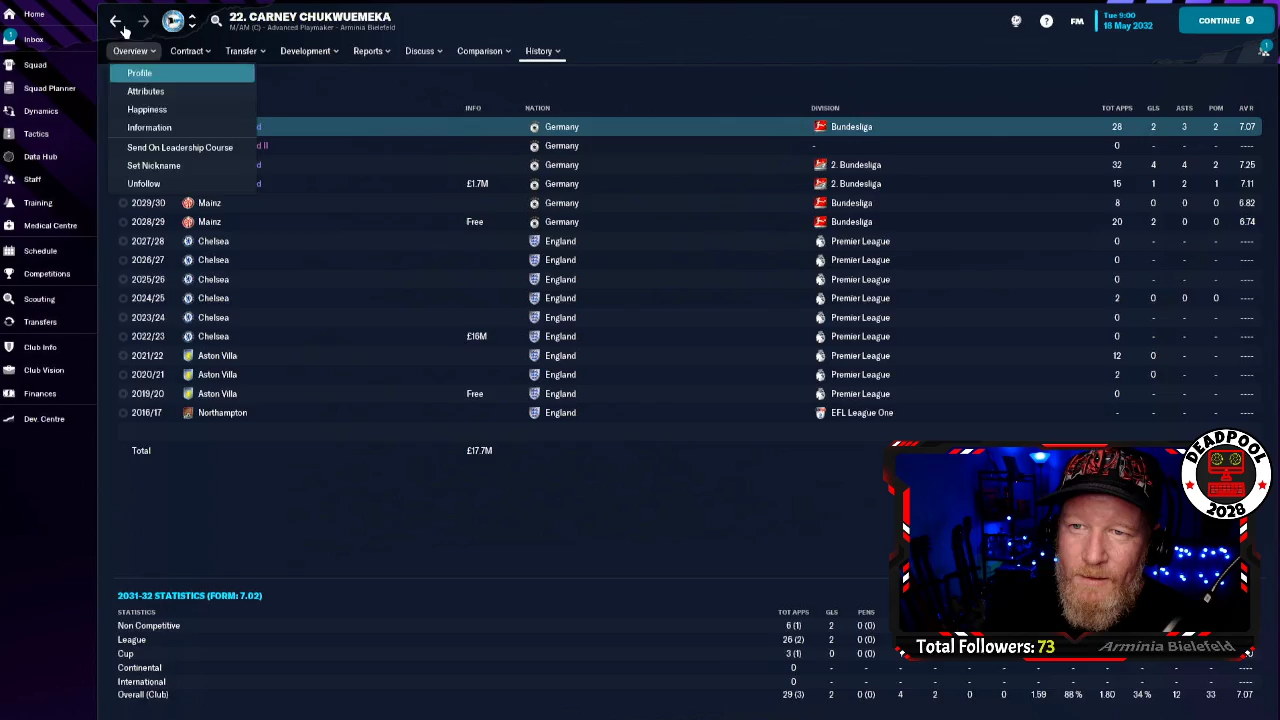 Home
22. CARNEY CHUKWUEMEKA
M/AM (C) - Advanced Playmaker - Arminia Bielefeld
FM
Tue 9:00
18 May 2032
CONTINUE
1
Inbox
Squad
Squad Planner
Dynamics
Tactics
Data Hub
Staff
Training
Medical Centre
Schedule
Competitions
Scouting
Transfers
Club Info
Club Vision
Finances
Dev. Centre
Overview Contract Transfer Development Reports Discuss Comparison History
1
Profile
Attributes
Happiness
Information
Send On Leadership Course
Set Nickname
Unfollow
INFO NATION DIVISION TOT APPS GLS ASTS POM AV R
d Germany Bundesliga 28 2 3 2 7.07
d II Germany - 0 - - - ----
d Germany 2. Bundesliga 32 4 4 2 7.25
d £1.7M Germany 2. Bundesliga 15 1 2 1 7.11
2029/30 Mainz Germany Bundesliga 8 0 0 0 6.82
2028/29 Mainz Free Germany Bundesliga 20 2 0 0 6.74
2027/28 Chelsea England Premier League 0 - - - ----
2026/27 Chelsea England Premier League 0 - - - ----
2025/26 Chelsea England Premier League 0 - - - ----
2024/25 Chelsea England Premier League 2 0 0 0 ----
2023/24 Chelsea England Premier League 0 - - - ----
2022/23 Chelsea £16M England Premier League 0 - - - ----
2021/22 Aston Villa England Premier League 12 0 - - ----
2020/21 Aston Villa England Premier League 2 0 - - ----
2019/20 Aston Villa Free England Premier League 0 - - - ----
2016/17 Northampton England EFL League One - - - - ----
Total £17.7M
DEADPOOL
2028
Total Followers: 73
Arminia Bielefeld
2031-32 STATISTICS (FORM: 7.02)
STATISTICS TOT APPS GLS PENS
Non Competitive 6 (1) 2 0 (0)
League 26 (2) 2 0 (0)
Cup 3 (1) 0 0 (0)
Continental 0 - - - - - - - - - - - - -
International 0 - - - - - - - - - - - - -
Overall (Club) 29 (3) 2 0 (0) 4 2 0 0 1.59 88 % 1.80 34 % 12 33 7.07